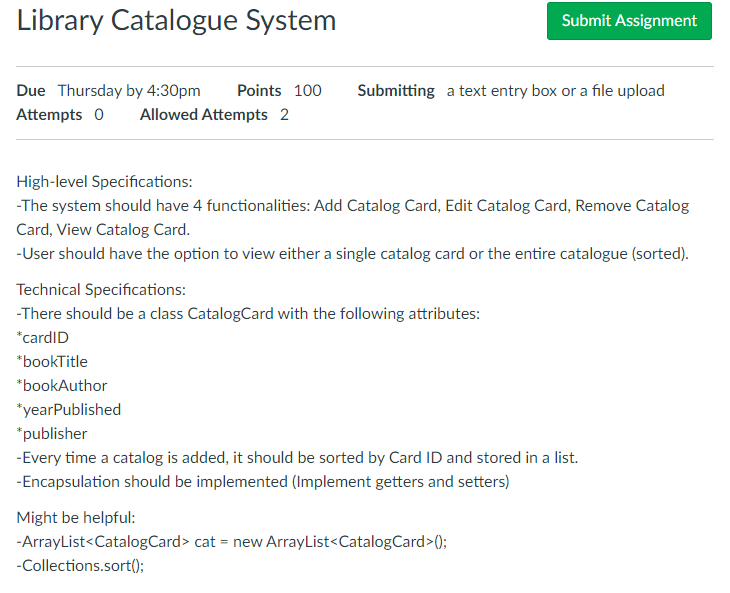 Library Catalogue System
Submit Assignment
Due Thursday by 4:30pm Points 100 Submitting a text entry box or a file upload
Attempts 0 Allowed Attempts 2
High-level Specifications:
-The system should have 4 functionalities: Add Catalog Card, Edit Catalog Card, Remove Catalog
Card, View Catalog Card.
-User should have the option to view either a single catalog card or the entire catalogue (sorted).
Technical Specifications:
-There should be a class CatalogCard with the following attributes:
*cardID
*bookTitle
*bookAuthor
*yearPublished
*publisher
-Every time a catalog is added, it should be sorted by Card ID and stored in a list.
-Encapsulation should be implemented (Implement getters and setters)
Might be helpful:
-ArrayList<CatalogCard> cat = new ArrayList<CatalogCard>();
-Collections.sort();